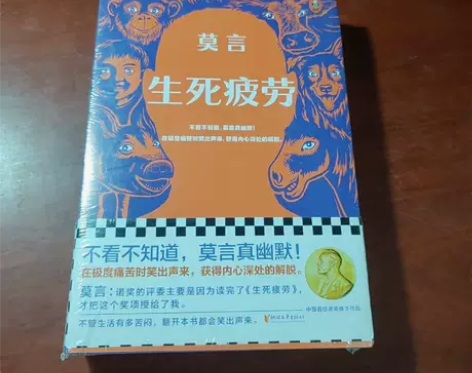 莫言
生死疲劳
不看不知道，莫言真幽默！
在极度痛苦时笑出声来，获得内心深处的解脱。
不看不知道，莫言真幽默！
在极度痛苦时笑出声来，获得内心深处的解脱。
莫言：诺奖的评委主要是因为读完了《生死疲劳》，
才把这个奖项授给了我。
不管生活有多苦闷，翻开本书都会笑出声来。